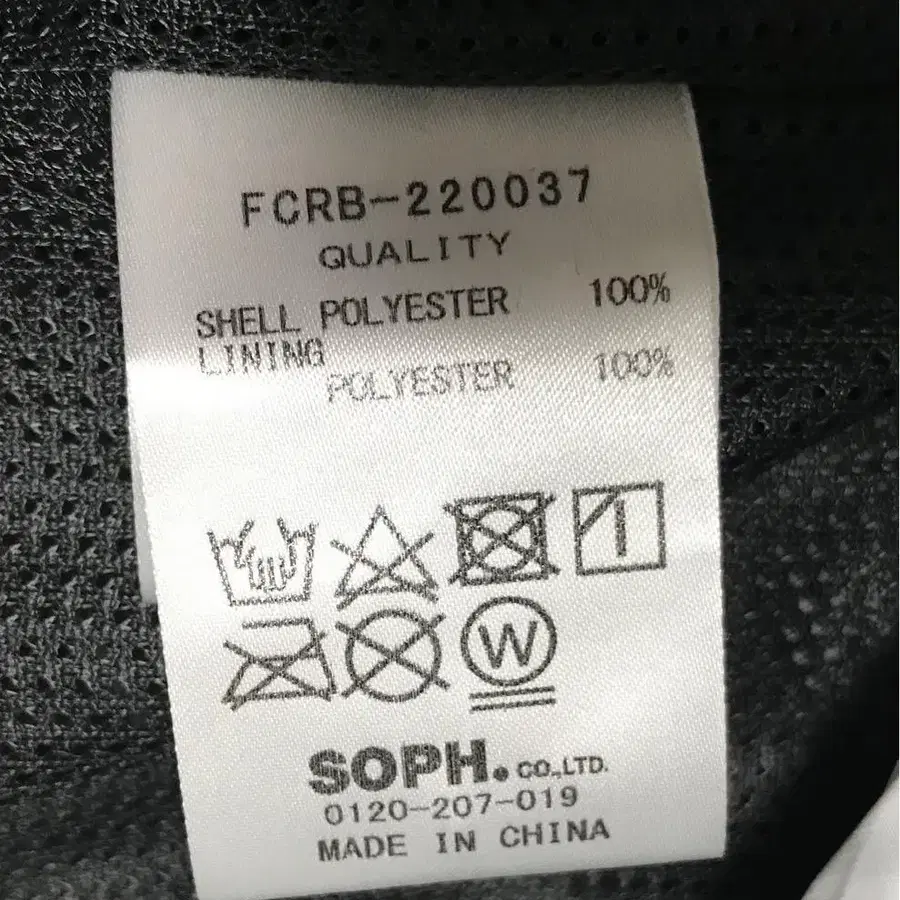 FCRB-220037
QUALITY
SHELL POLYESTER 100%
LINING
POLYESTER 100%
W
SOPH. CO.,LTD.
0120-207-019
MADE IN CHINA